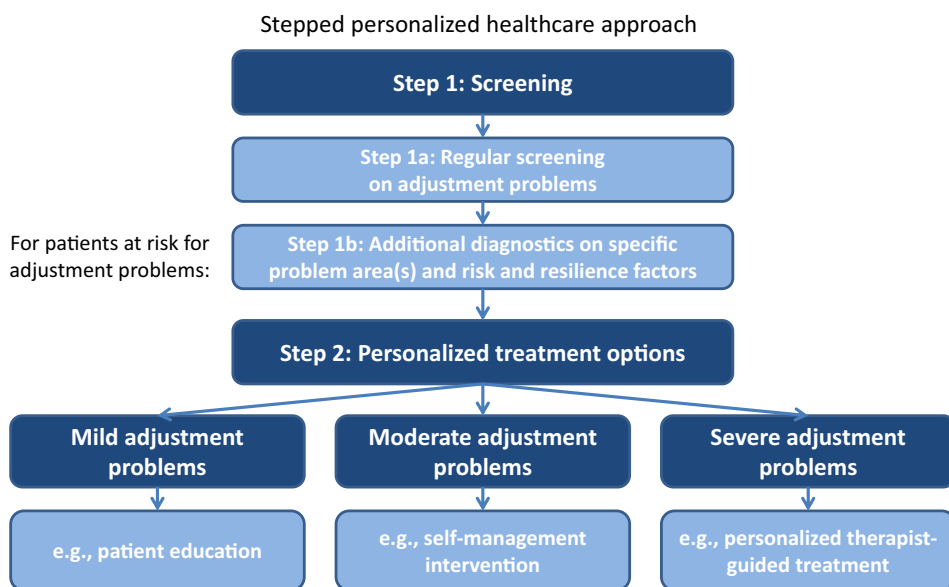 Stepped personalized healthcare approach
Step 1: Screening
Step 1a: Regular screening
on adjustment problems
For patients at risk for
adjustment problems:
Step 1b: Additional diagnostics on specific
problem area(s) and risk and resilience factors
Step 2: Personalized treatment options
Mild adjustment
problems
Moderate adjustment
problems
Severe adjustment
problems
e.g., patient education
e.g., self-management
intervention
e.g., personalized therapist-
guided treatment